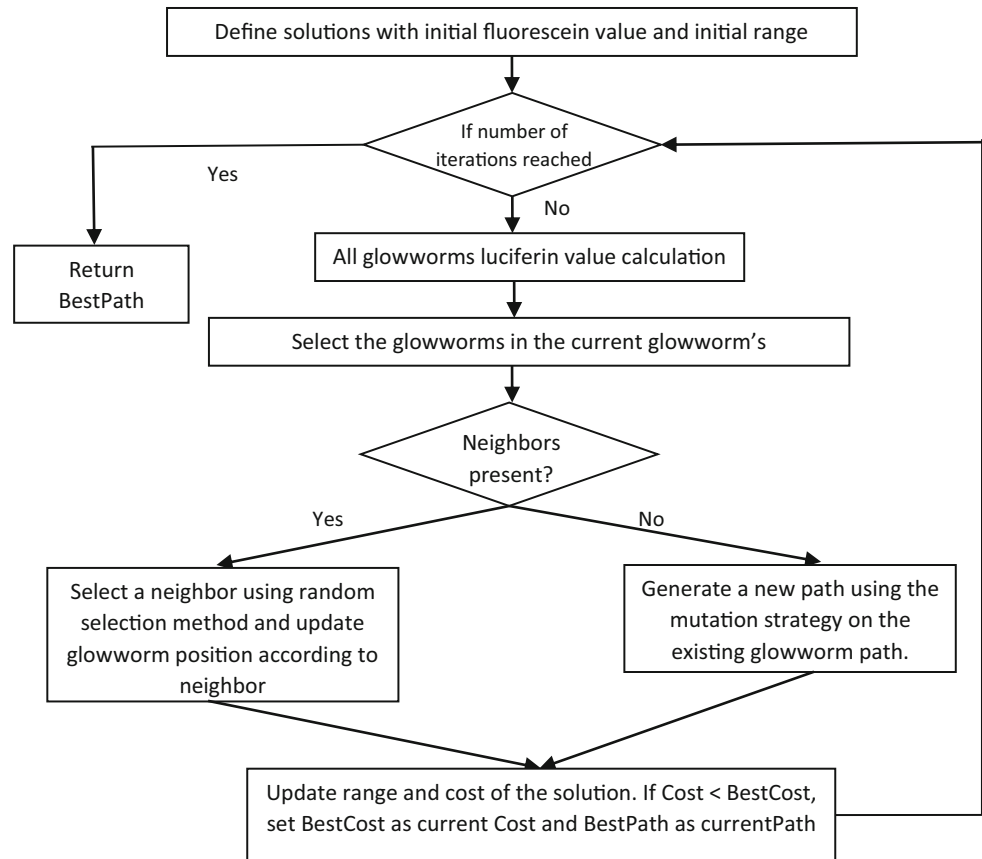 Define solutions with initial fluorescein value and initial range
If number of
iterations reached
Yes
No
Return
BestPath
All glowworms luciferin value calculation
Select the glowworms in the current glowworm's
Neighbors
present?
Yes
No
Select a neighbor using random
selection method and update
glowworm position according to
neighbor
Generate a new path using the
mutation strategy on the
existing glowworm path.
Update range and cost of the solution. If Cost < BestCost,
set BestCost as current Cost and BestPath as currentPath